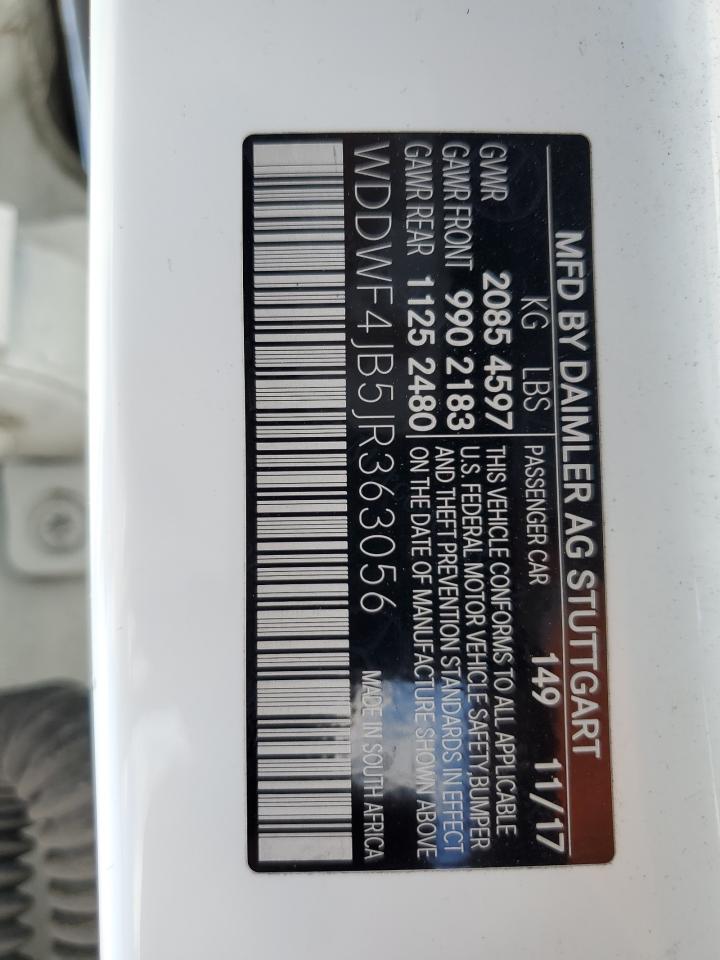 MFD BY DAIMLER AG STUTTGART
KG LBS PASSENGER CAR 149 11/17
GWR 2085 4597 THIS VEHICLE CONFORMS TO ALL APPLICABLE
GAWR FRONT 990 2183 U.S. FEDERAL MOTOR VEHICLE SAFETY,BUMPER
GAWR REAR 1125 2480 AND THEFT PREVENTION STANDARDS IN EFFECT
ON THE DATE OF MANUFACTURE SHOWN ABOVE
WDDWF4JB5JR363056 MADE IN SOUTH AFRICA